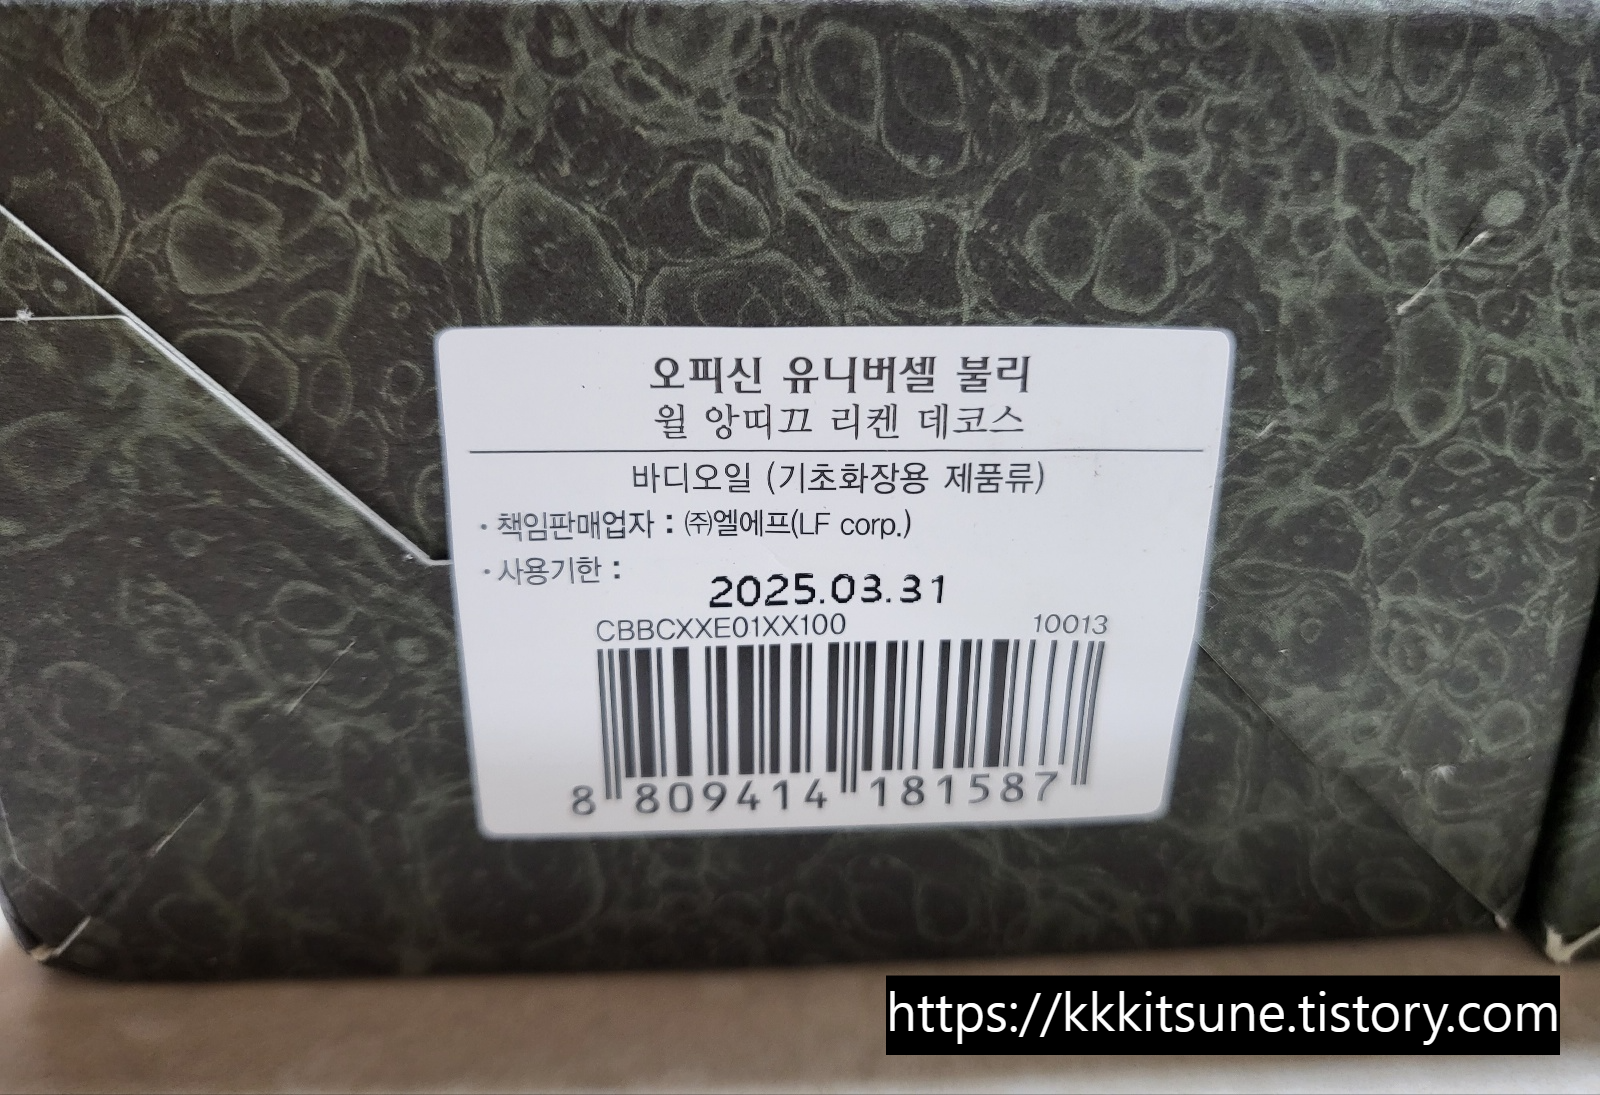 오피신 유니버셀 불리
윌 앙띠끄 리켄 데코스
바디오일 (기초화장용 제품류)
· 책임판매업자 : ㈜엘에프(LF corp.)
· 사용기한 :
2025.03.31
CBBCXXE01XX100 10013
8 809414 181587
https://kkkitsune.tistory.com